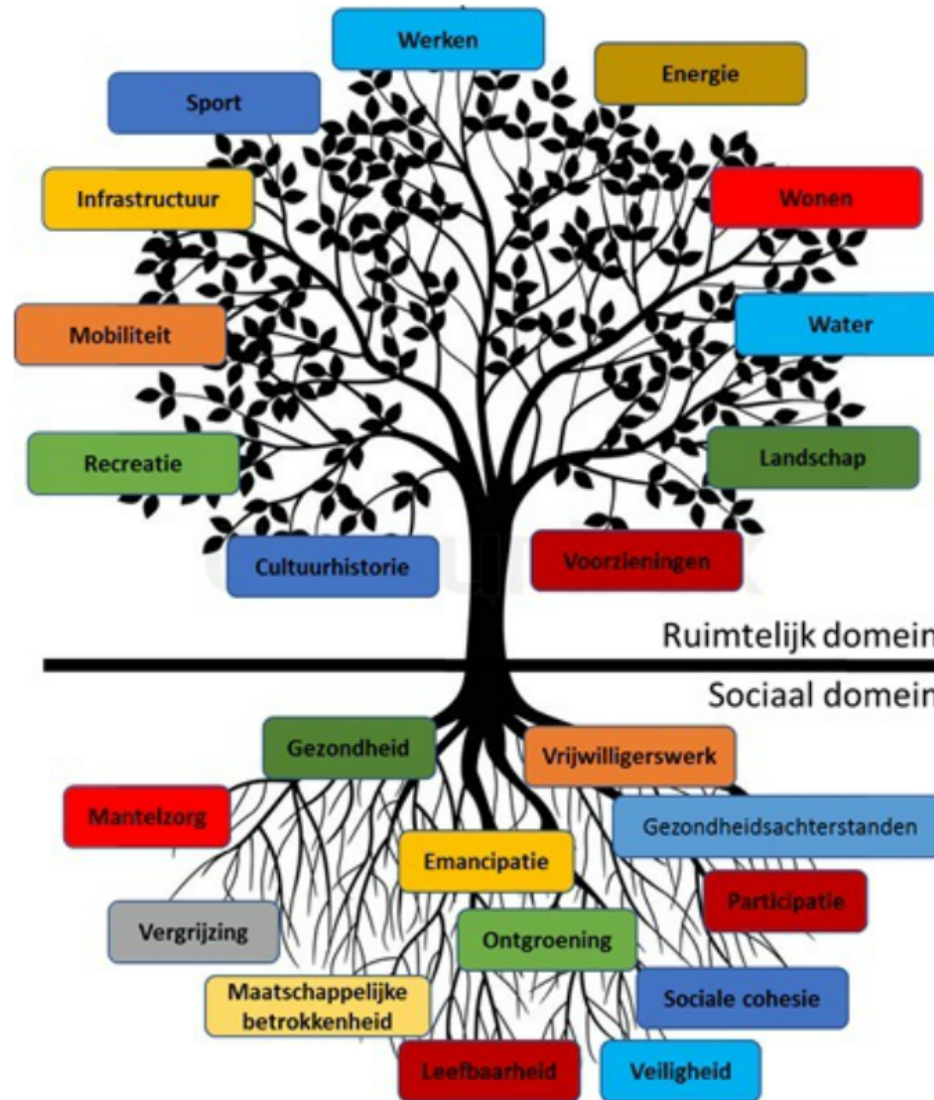 Werken
Energie
Sport
Infrastructuur
Wonen
Mobiliteit
Water
Recreatie
Landschap
Cultuurhistorie
Voorzieningen
Ruimtelijk domein
Sociaal domein
Gezondheid
Vrijwilligerswerk
Mantelzorg
Gezondheidsachterstanden
Emancipatie
Participatie
Vergrijzing
Ontgroening
Maatschappelijke
betrokkenheid
Sociale cohesie
Leefbaarheid
Veiligheid